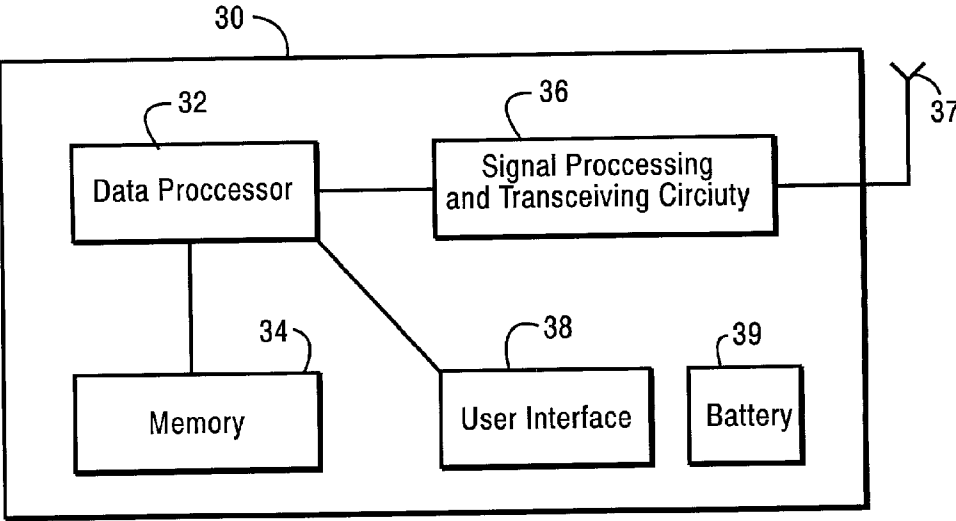 30
32
36
37
Data Proccessor
Signal Proccessing
and Transceiving Circiuty
34
38
39
Memory
User Interface
Battery